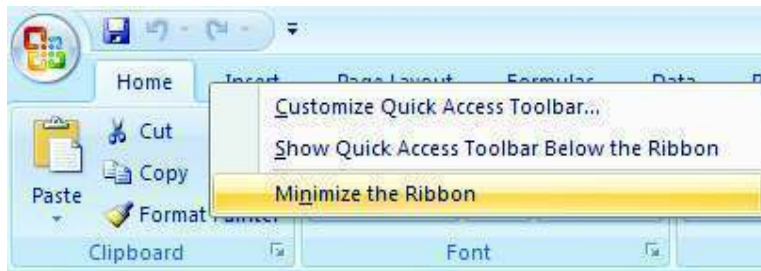 Home Insert Page Layout Formulas Data
Customize Quick Access Toolbar...
Cut
Show Quick Access Toolbar Below the Ribbon
Copy
Paste
Minimize the Ribbon
Format Painter
Clipboard Font